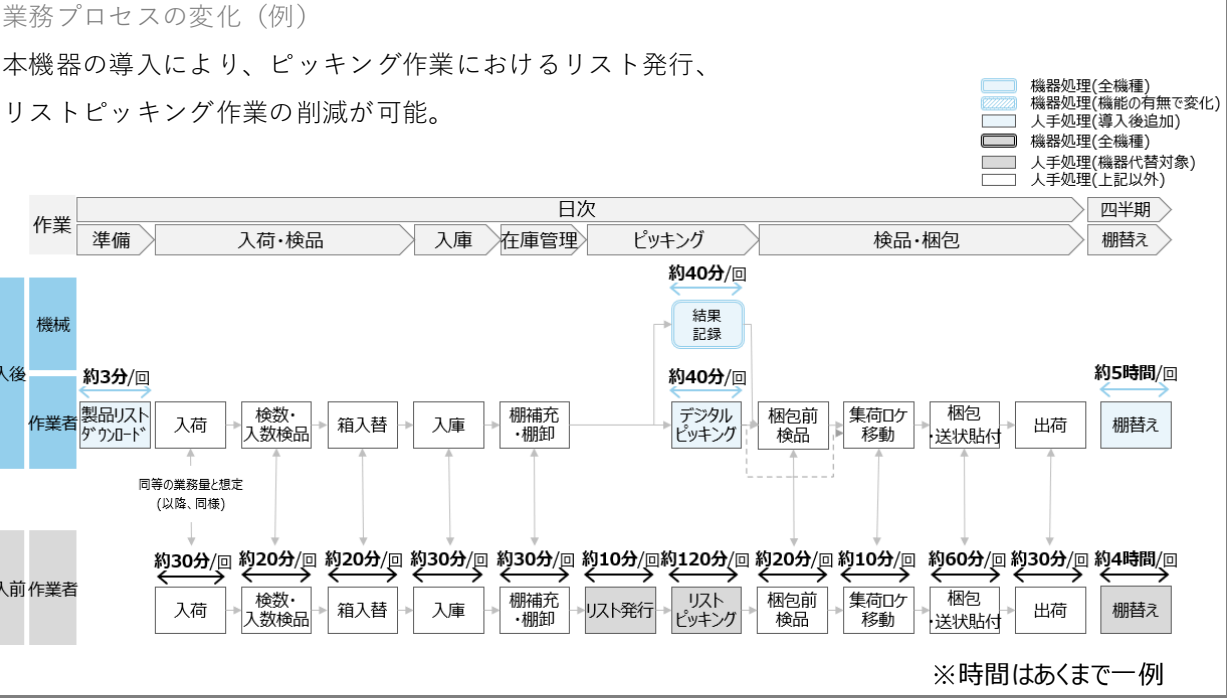 業務プロセスの変化（例）
本機器の導入により、ピッキング作業におけるリスト発行、
リストピッキング作業の削減が可能。
機器処理(全機種)
機器処理(機能の有無で変化)
人手処理(導入後追加)
機器処理(全機種)
人手処理(機器代替対象)
人手処理(上記以外)
作業
日次
四半期
準備
入荷・検品
入庫
在庫管理
ピッキング
検品・梱包
棚替え
入後
機械
約40分/回
結果
記録
作業者
約3分/回
製品リスト
ダウンロード
入荷
検数・
入数検品
箱入替
入庫
棚補充
・棚卸
約40分/回
デジタル
ピッキング
梱包前
検品
集荷ロケ
移動
梱包
・送状貼付
出荷
約5時間/回
棚替え
同等の業務量と想定
(以降、同様)
入前
作業者
約30分/回
入荷
約20分/回
検数・
入数検品
約20分/回
箱入替
約30分/回
入庫
約30分/回
棚補充
・棚卸
約10分/回
リスト発行
約120分/回
リスト
ピッキング
約20分/回
梱包前
検品
約10分/回
集荷ロケ
移動
約60分/回
梱包
・送状貼付
約30分/回
出荷
約4時間/回
棚替え
※時間はあくまで一例